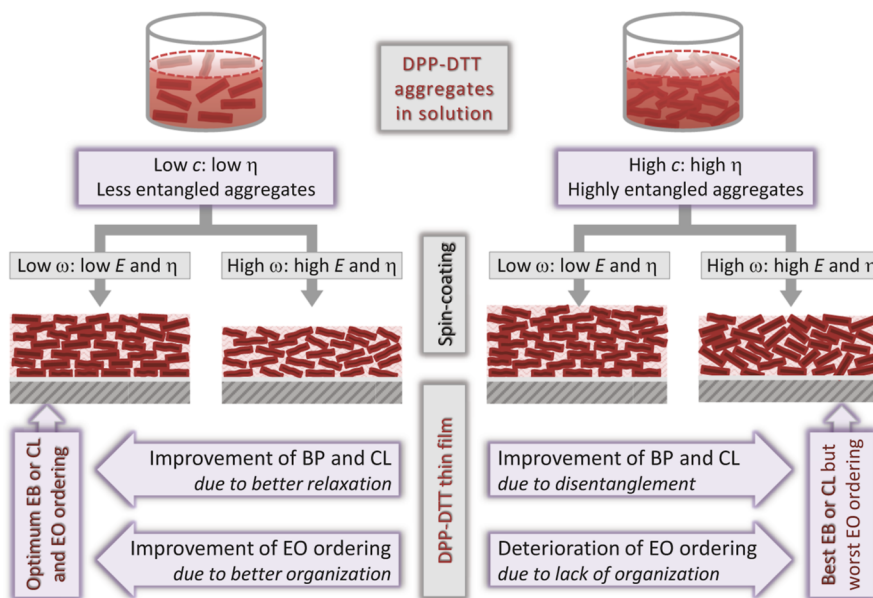 DPP-DTT
aggregates
in solution
Low c: low η
Less entangled aggregates
High c: high η
Highly entangled aggregates
Low ω: low E and η
High ω: high E and η
Spin-coating
Low ω: low E and η
High ω: high E and η
Optimum EB or CL
and EO ordering
Improvement of BP and CL
due to better relaxation
Improvement of EO ordering
due to better organization
DPP-DTT thin film
Improvement of BP and CL
due to disentanglement
Deterioration of EO ordering
due to lack of organization
Best EB or CL but
worst EO ordering